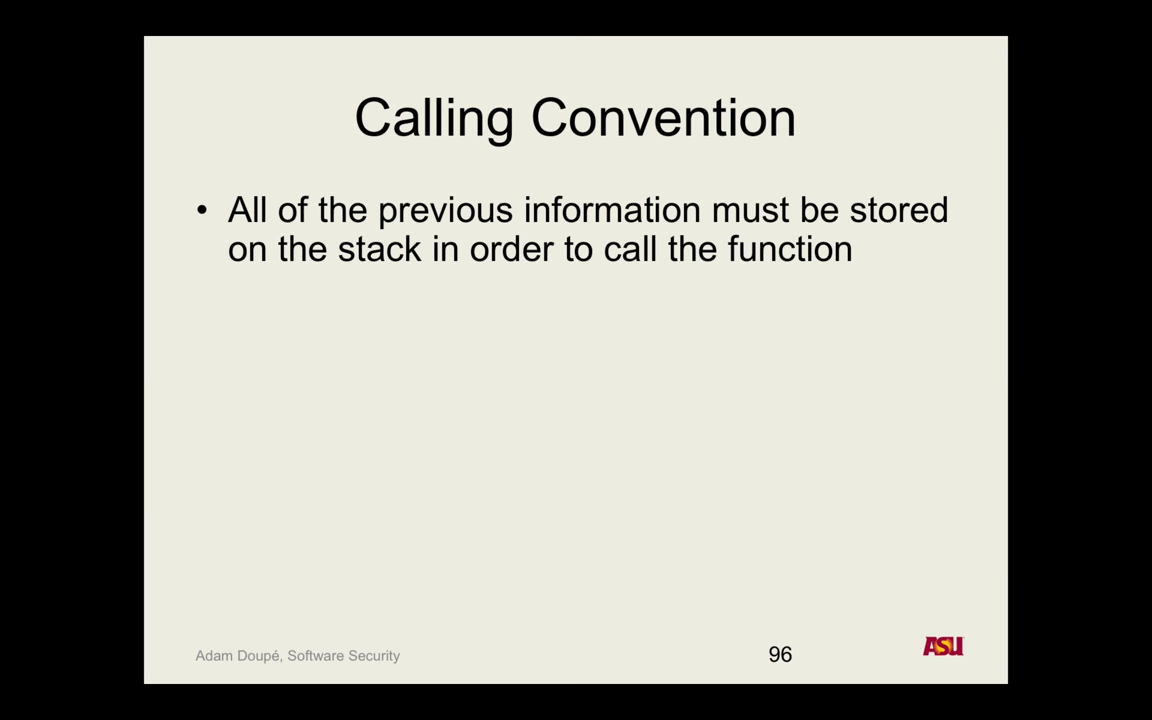 Calling Convention
• All of the previous information must be stored
on the stack in order to call the function
Adam Doupé, Software Security
96
ASU